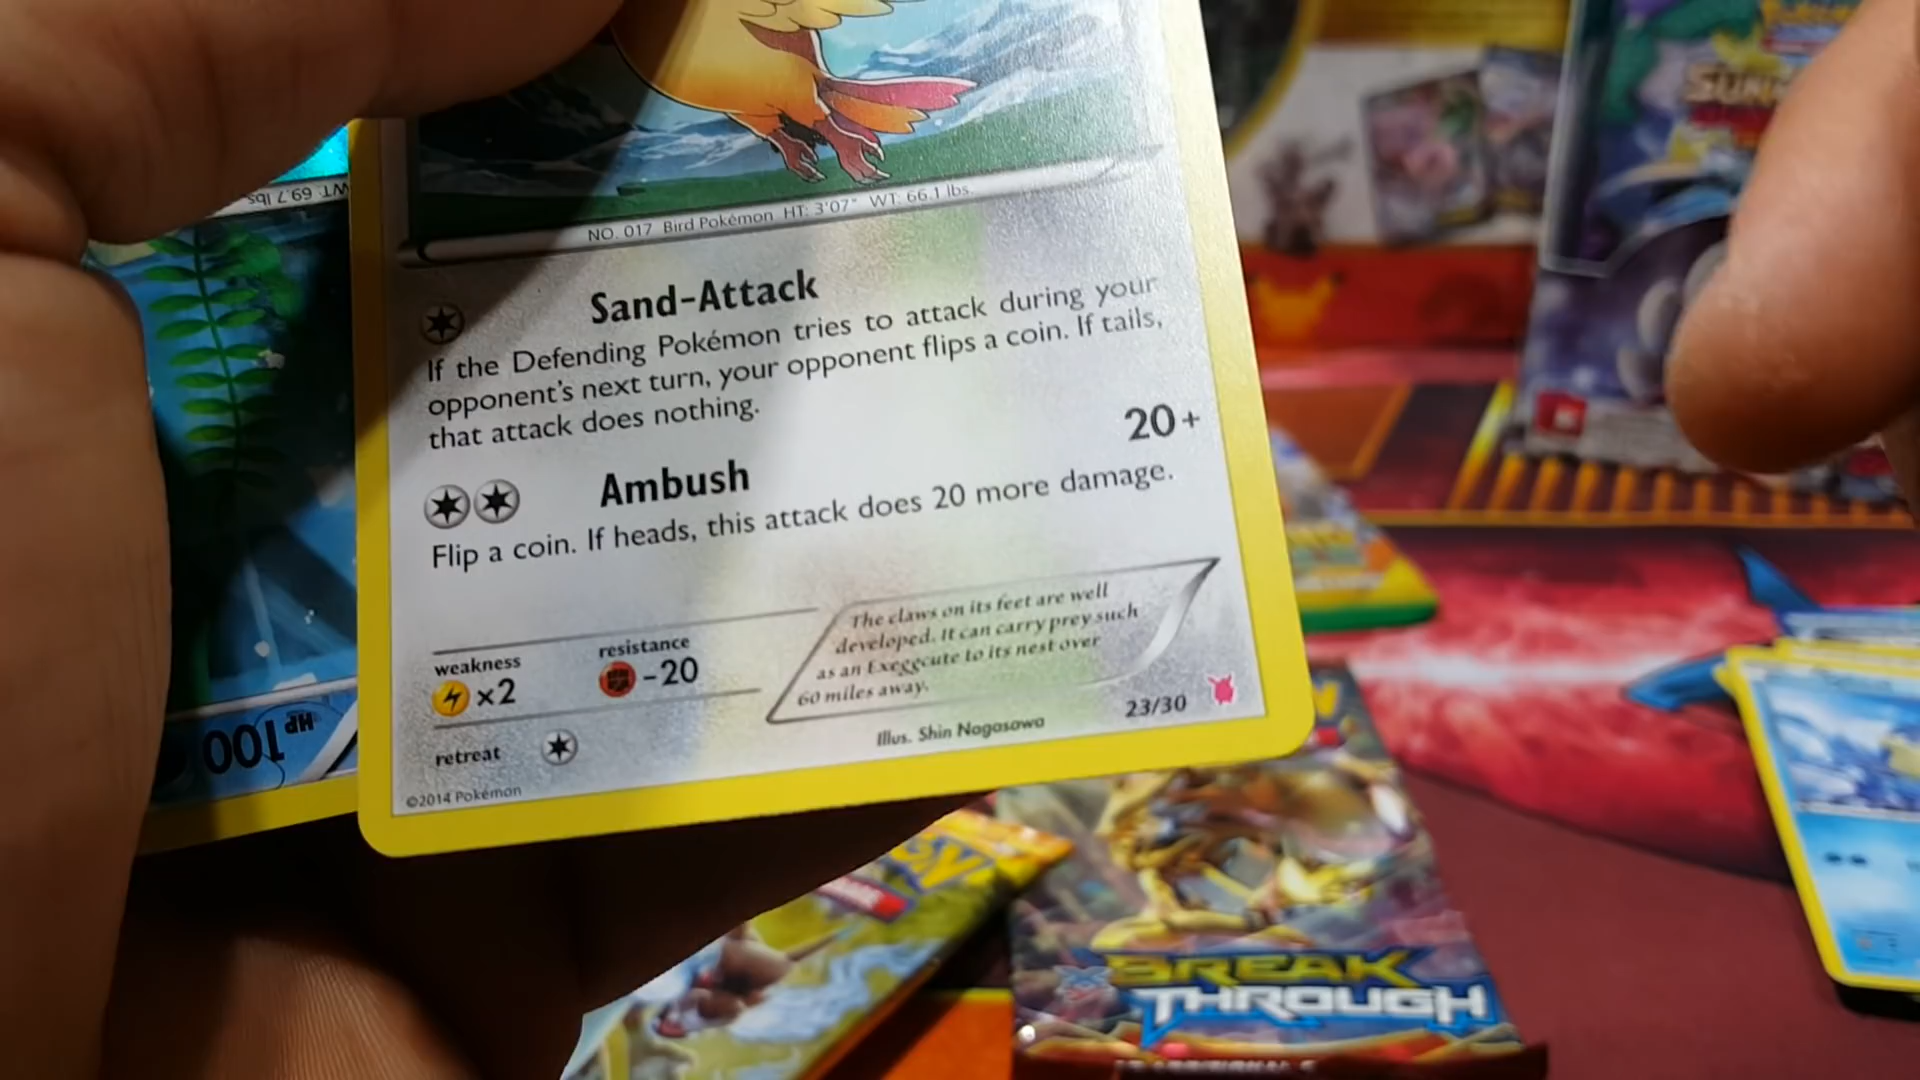 NO. 017 Bird Pokémon HT: 3'07" WT: 66.1 lbs.
Sand-Attack
If the Defending Pokémon tries to attack during your
opponent's next turn, your opponent flips a coin. If tails,
that attack does nothing.
Ambush 20+
Flip a coin. If heads, this attack does 20 more damage.
weakness
×2
resistance
-20
The claws on its feet are well
developed. It can carry prey such
as an Exeggcute to its nest over
60 miles away.
retreat
Illus. Shin Nagasawa
23/30
©2014 Pokémon
WT: 69.7 lbs.
HP 100
SUN
BREAK
THROUGH